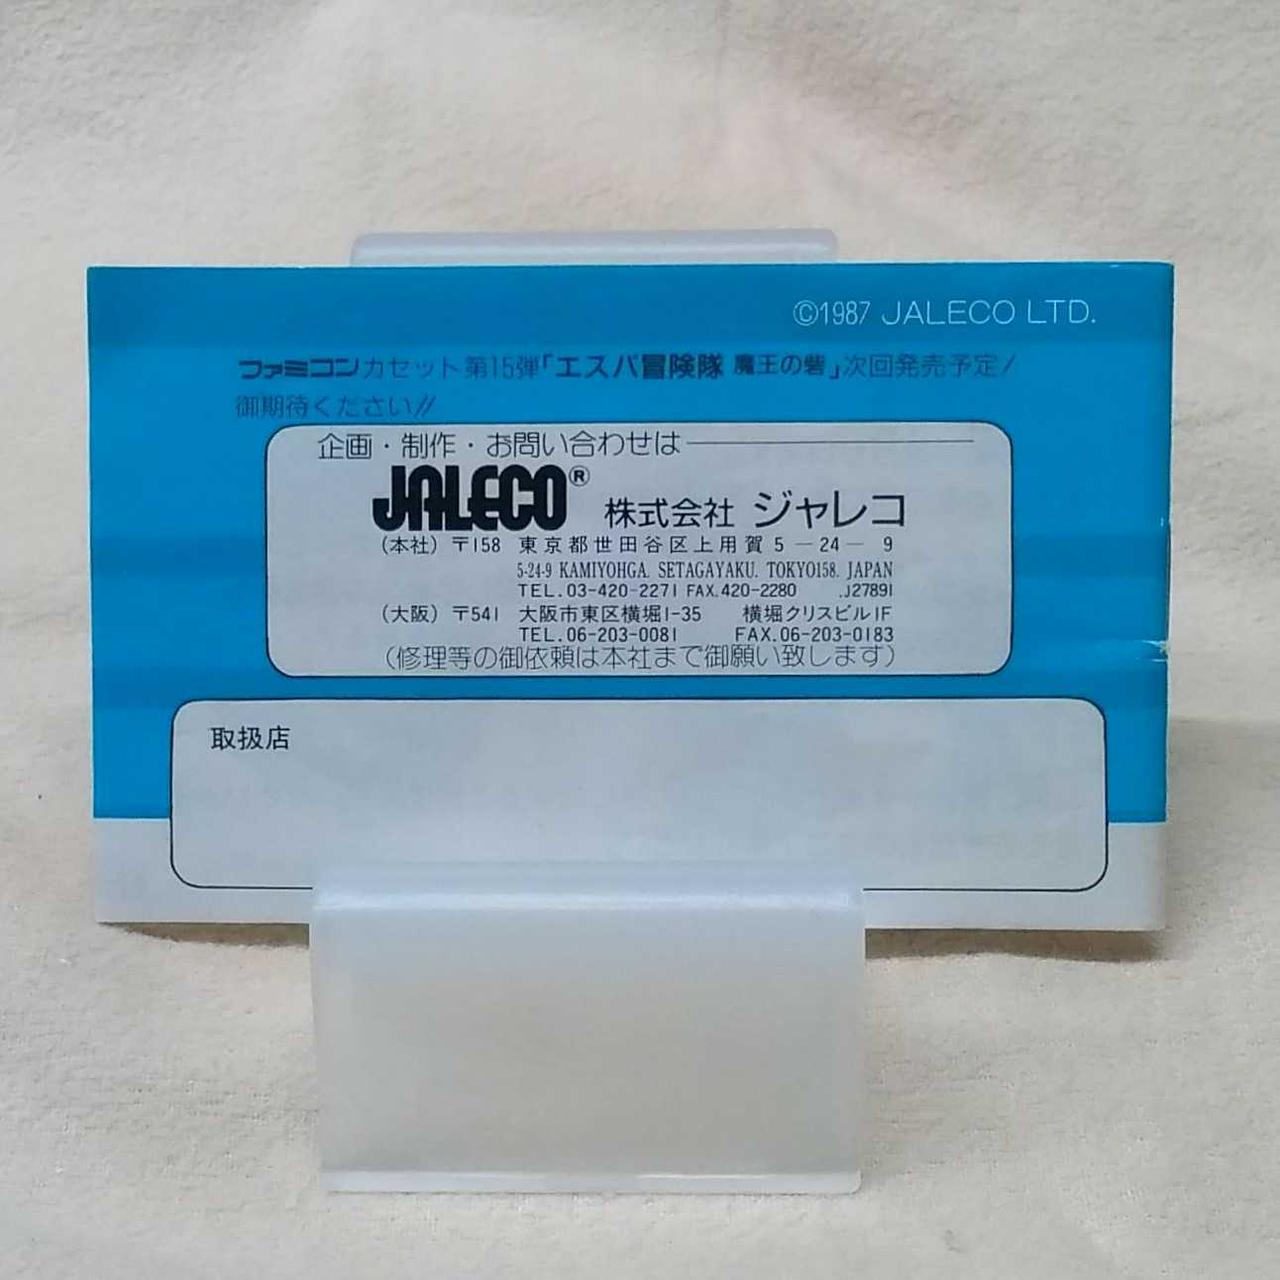 ©1987 JALECO LTD.
ファミコンカセット第15弾「エスパ冒険隊 魔王の砦」次回発売予定!
御期待ください!!
企画・制作・お問い合わせは
JALECO® 株式会社 ジャレコ
(本社) 〒158 東京都世田谷区上用賀5-24-9
5-24-9 KAMIYOHGA. SETAGAYAKU. TOKYO158. JAPAN
TEL.03-420-2271 FAX.420-2280 .J27891
(大阪) 〒541 大阪市東区横堀1-35 横堀クリスビル1F
TEL.06-203-0081 FAX.06-203-0183
(修理等の御依頼は本社まで御願い致します)
取扱店